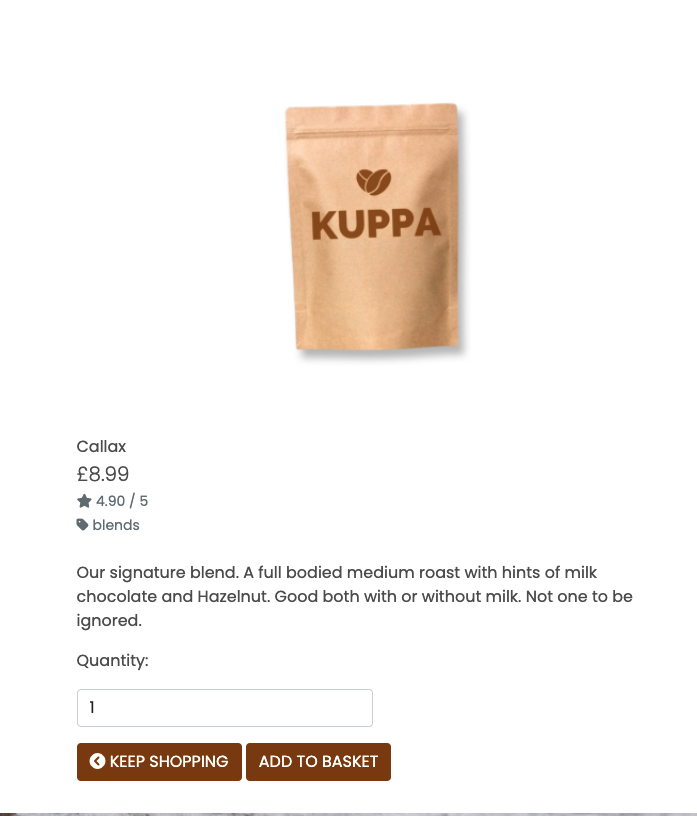 KUPPA
Callax
£8.99
4.90 / 5
blends
Our signature blend. A full bodied medium roast with hints of milk
chocolate and Hazelnut. Good both with or without milk. Not one to be
ignored.
Quantity:
1
KEEP SHOPPING
ADD TO BASKET